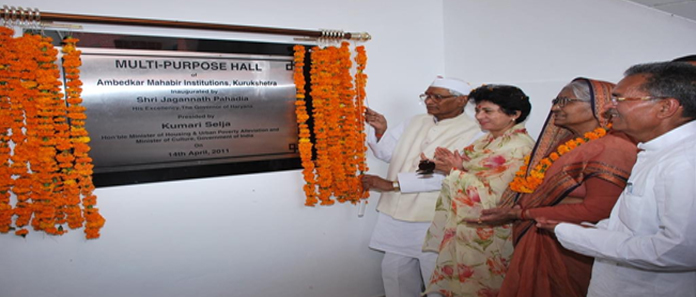 MULTI-PURPOSE HALL
of
Ambedkar Mahabir Institutions, Kurukshetra
Inaugurated by
Shri Jagannath Pahadia
His Excellency The Governor of Haryana
Presented by
Kumari Selja
Hon'ble Minister of Housing & Urban Poverty Alleviation and
Minister of Culture, Government of India
On
14th April, 2011